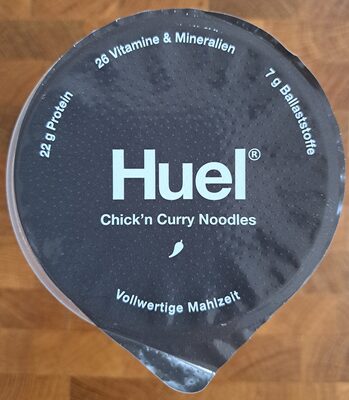 22 g Protein
26 Vitamine & Mineralien
7 g Ballaststoffe
Huel®
Chick'n Curry Noodles
Vollwertige Mahlzeit